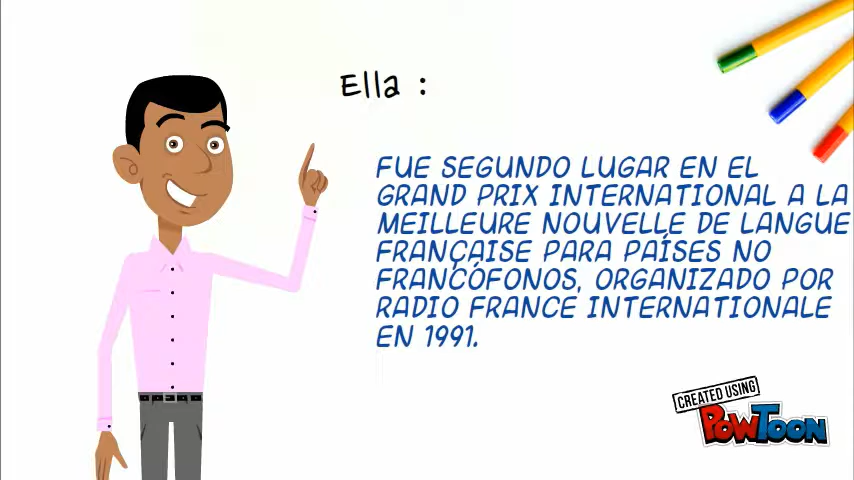 Ella :
FUE SEGUNDO LUGAR EN EL
GRAND PRIX INTERNATIONAL A LA
MEILLEURE NOUVELLE DE LANGUE
FRANÇAISE PARA PAÍSES NO
FRANCÓFONOS, ORGANIZADO POR
RADIO FRANCE INTERNATIONALE
EN 1991.
CREATED USING
POWTOON